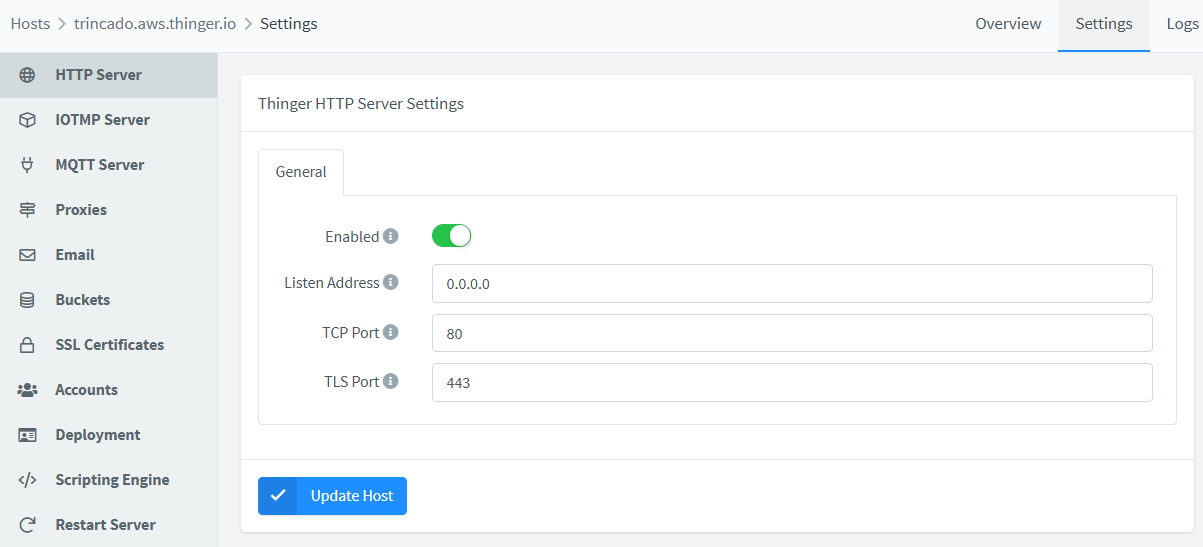 Hosts > trincado.aws.thinger.io > Settings
Overview
Settings
Logs
HTTP Server
IOTMP Server
MQTT Server
Proxies
Email
Buckets
SSL Certificates
Accounts
Deployment
Scripting Engine
Restart Server
Thinger HTTP Server Settings
General
Enabled
Listen Address
0.0.0.0
TCP Port
80
TLS Port
443
Update Host